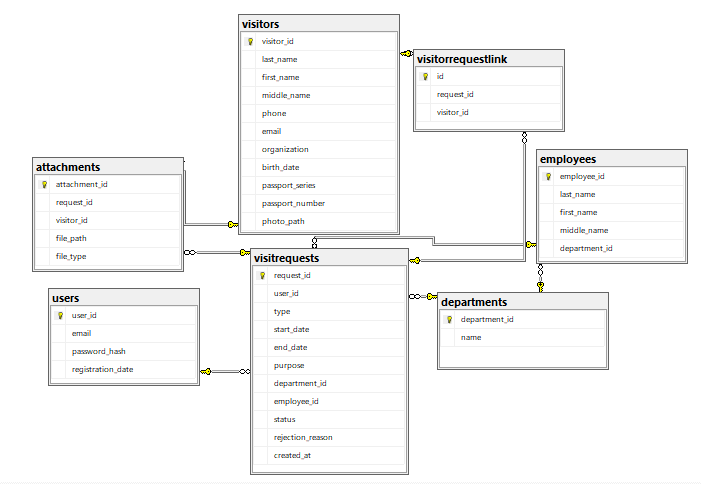 visitors
visitor_id
last_name
first_name
middle_name
phone
email
organization
birth_date
passport_series
passport_number
photo_path
visitorrequestlink
id
request_id
visitor_id
attachments
attachment_id
request_id
visitor_id
file_path
file_type
employees
employee_id
last_name
first_name
middle_name
department_id
visitrequests
request_id
user_id
type
start_date
end_date
purpose
department_id
employee_id
status
rejection_reason
created_at
users
user_id
email
password_hash
registration_date
departments
department_id
name